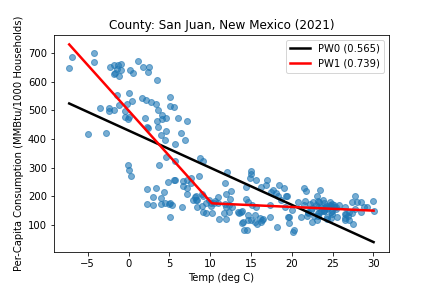 County: San Juan, New Mexico (2021)
Per-Capita Consumption (MMBtu/1000 Households)
700
600
500
400
300
200
100
PW0 (0.565)
PW1 (0.739)
−5 0 5 10 15 20 25 30
Temp (deg C)